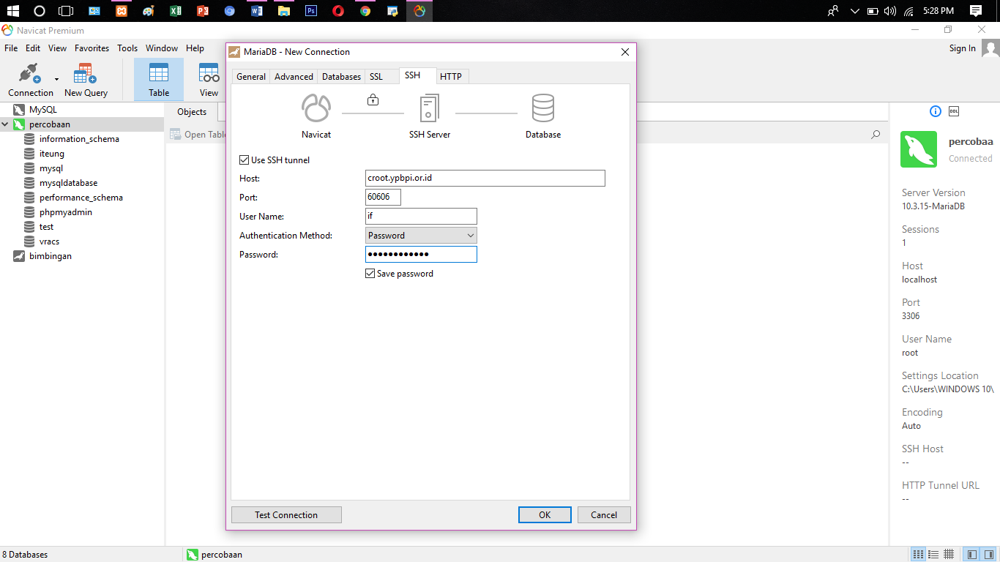 5:28 PM
Navicat Premium
File Edit View Favorites Tools Window Help
Sign In
Connection
New Query
Table
View
MySQL
percobaan
information_schema
iteung
mysql
mysqldatabase
performance_schema
phpmyadmin
test
vracs
bimbingan
Objects
Open Tabl
MariaDB - New Connection
General Advanced Databases SSL SSH HTTP
Navicat
SSH Server
Database
Use SSH tunnel
Host: croot.ypbpi.or.id
Port: 60606
User Name: if
Authentication Method: Password
Password: ●●●●●●●●●●●●
Save password
Test Connection
OK
Cancel
DDL
percobaa
Connected
Server Version
10.3.15-MariaDB
Sessions
1
Host
localhost
Port
3306
User Name
root
Settings Location
C:\Users\WINDOWS 10\
Encoding
Auto
SSH Host
--
HTTP Tunnel URL
--
8 Databases
percobaan